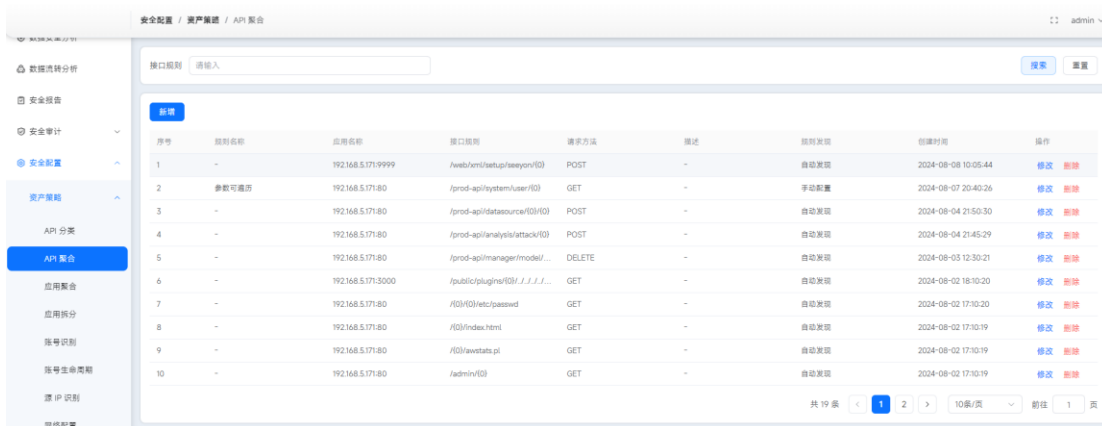 安全配置 / 资产策略 / API 聚合
admin
数据安全分析
数据流转分析
安全报告
安全审计
安全配置
资产策略
API 分类
API 聚合
应用聚合
应用拆分
账号识别
账号生命周期
源 IP 识别
网络配置
接口规则 请输入 搜索 重置
新增
序号 规则名称 应用名称 接口规则 请求方法 描述 规则发现 创建时间 操作
1 - 192.168.5.171:9999 /web/xml/setup/seeyon/{0} POST - 自动发现 2024-08-08 10:05:44 修改 删除
2 参数可遍历 192.168.5.171:80 /prod-api/system/user/{0} GET - 手动配置 2024-08-07 20:40:26 修改 删除
3 - 192.168.5.171:80 /prod-api/datasource/{0}/{0} POST - 自动发现 2024-08-04 21:50:30 修改 删除
4 - 192.168.5.171:80 /prod-api/analysis/attack/{0} POST - 自动发现 2024-08-04 21:45:29 修改 删除
5 - 192.168.5.171:80 /prod-api/manager/model/... DELETE - 自动发现 2024-08-03 12:30:21 修改 删除
6 - 192.168.5.171:3000 /public/plugins/{0}/../../../... GET - 自动发现 2024-08-02 18:10:20 修改 删除
7 - 192.168.5.171:80 /{0}/{0}/etc/passwd GET - 自动发现 2024-08-02 17:10:20 修改 删除
8 - 192.168.5.171:80 /{0}/index.html GET - 自动发现 2024-08-02 17:10:19 修改 删除
9 - 192.168.5.171:80 /{0}/awstats.pl GET - 自动发现 2024-08-02 17:10:19 修改 删除
10 - 192.168.5.171:80 /admin/{0} GET - 自动发现 2024-08-02 17:10:19 修改 删除
共 19 条 < 1 2 > 10条/页 前往 1 页